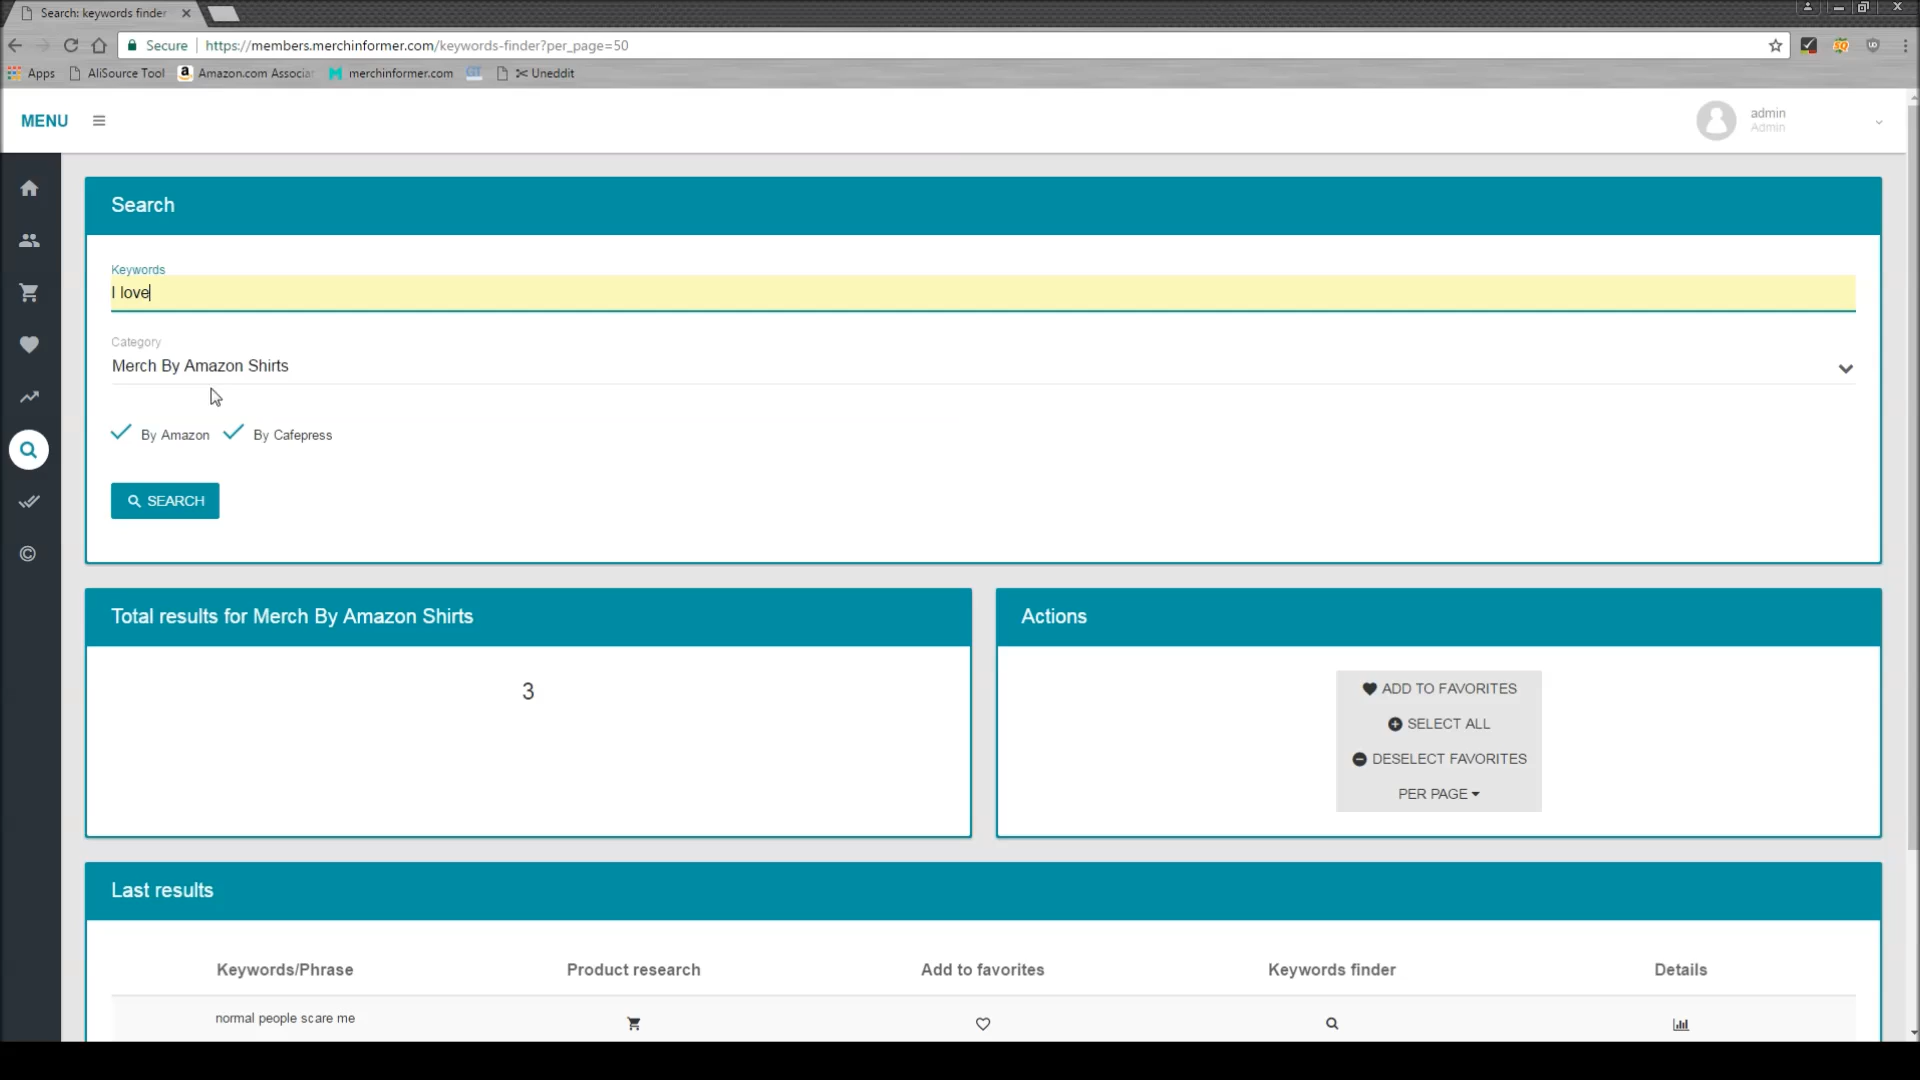 Search: keywords finder
Secure https://members.merchinformer.com/keywords-finder?per_page=50
Apps AliSource Tool Amazon.com Associat merchinformer.com GT Uneddit
MENU
admin
Admin
Search
Keywords
I love
Category
Merch By Amazon Shirts
By Amazon By Cafepress
SEARCH
Total results for Merch By Amazon Shirts
Actions
3
ADD TO FAVORITES
SELECT ALL
DESELECT FAVORITES
PER PAGE
Last results
Keywords/Phrase Product research Add to favorites Keywords finder Details
normal people scare me